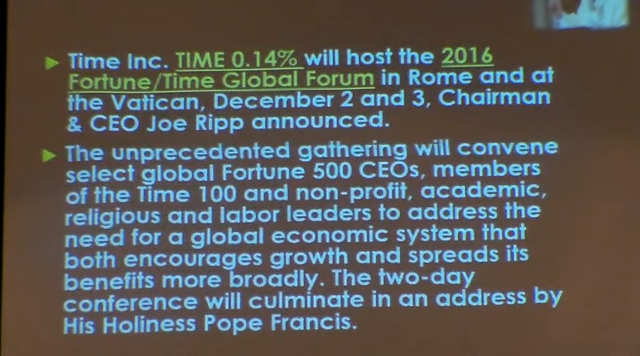 Time Inc. TIME 0.14% will host the 2016
Fortune/Time Global Forum in Rome and at
the Vatican, December 2 and 3, Chairman
& CEO Joe Ripp announced.
The unprecedented gathering will convene
select global Fortune 500 CEOs, members
of the Time 100 and non-profit, academic,
religious and labor leaders to address the
need for a global economic system that
both encourages growth and spreads its
benefits more broadly. The two-day
conference will culminate in an address by
His Holiness Pope Francis.